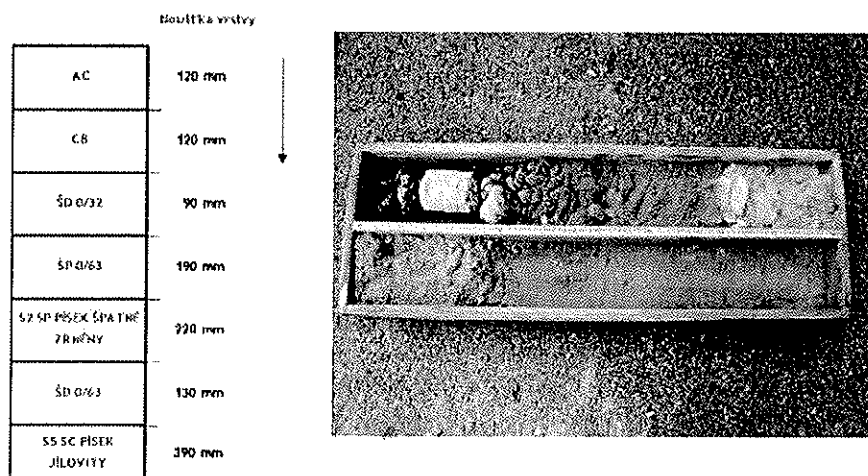 tloušťka vrstvy
AC 120 mm
CB 120 mm
ŠD 0/32 90 mm
ŠD 0/63 190 mm
S2 SP PÍSEK ŠPATNĚ
ZRNĚNÝ 220 mm
ŠD 0/63 130 mm
S5 SC PÍSEK
JÍLOVITÝ 390 mm